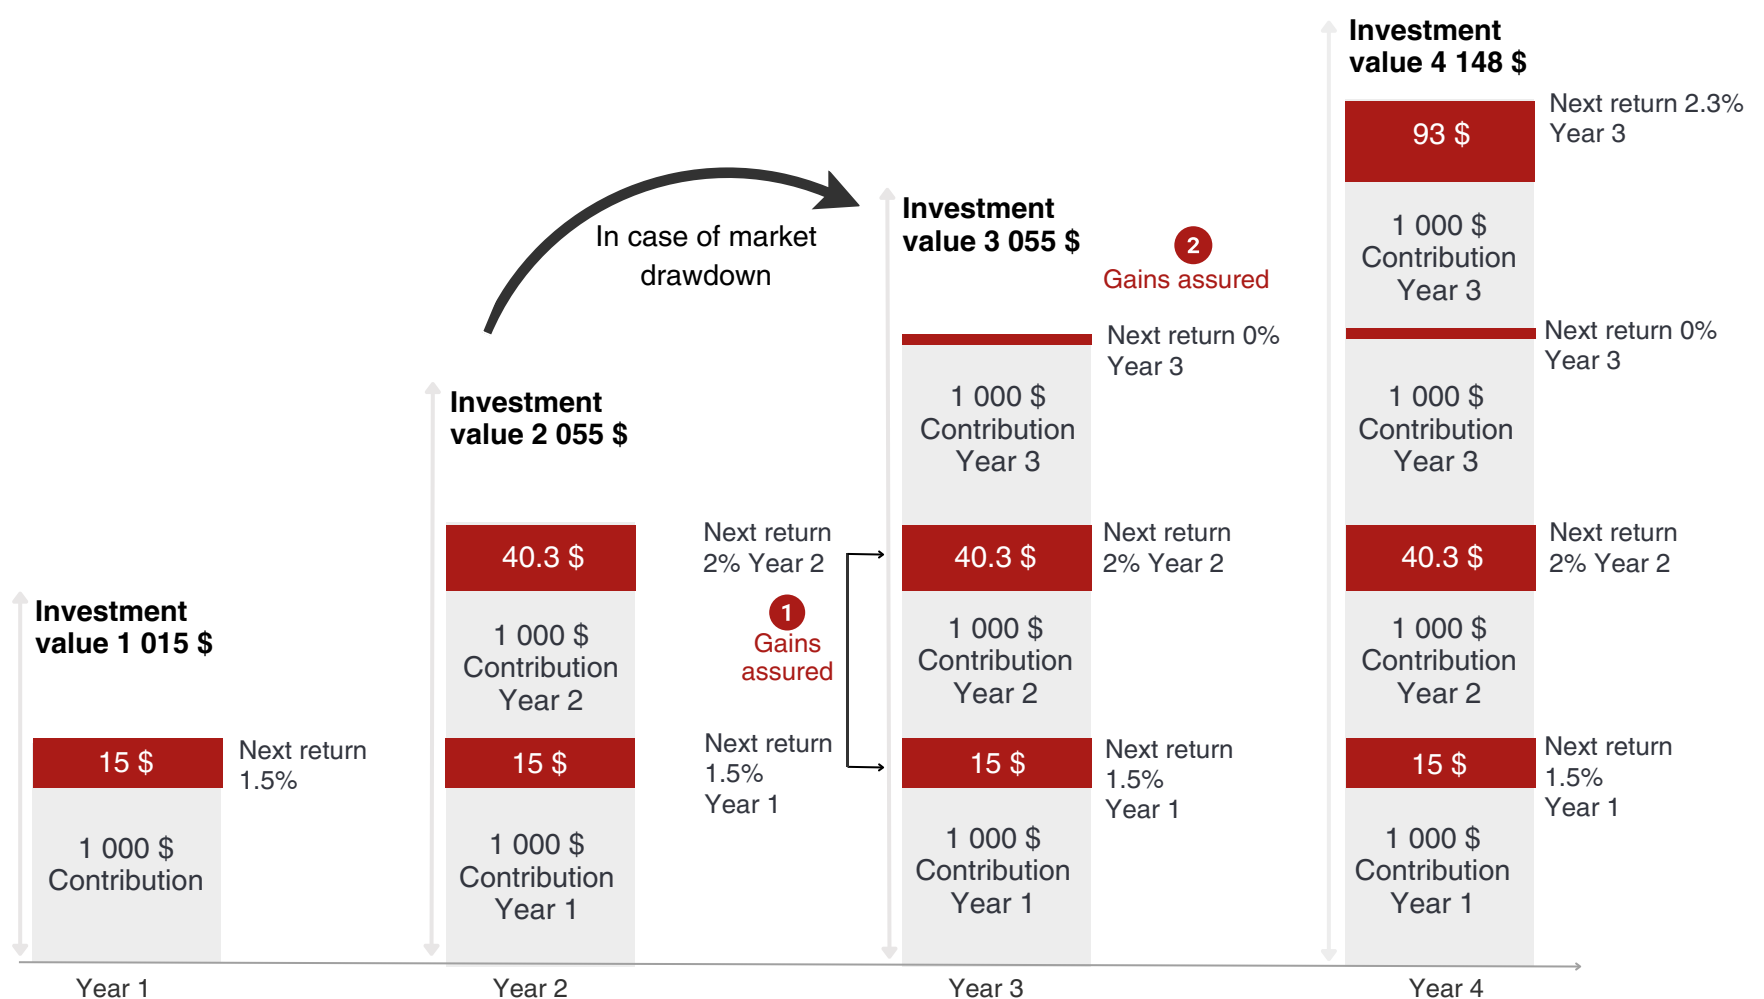 Investment
value 1 015 $
15 $
Next return
1.5%
1 000 $
Contribution
Year 1
Investment
value 2 055 $
40.3 $
1 000 $
Contribution
Year 2
15 $
1 000 $
Contribution
Year 1
Year 2
In case of market
drawdown
Next return
2% Year 2
1
Gains
assured
Next return
1.5%
Year 1
Investment
value 3 055 $
2
Gains assured
Next return 0%
Year 3
1 000 $
Contribution
Year 3
40.3 $
Next return
2% Year 2
1 000 $
Contribution
Year 2
15 $
Next return
1.5%
Year 1
1 000 $
Contribution
Year 1
Year 3
Investment
value 4 148 $
93 $
Next return 2.3%
Year 3
1 000 $
Contribution
Year 3
Next return 0%
Year 3
1 000 $
Contribution
Year 3
40.3 $
Next return
2% Year 2
1 000 $
Contribution
Year 2
15 $
Next return
1.5%
Year 1
1 000 $
Contribution
Year 1
Year 4